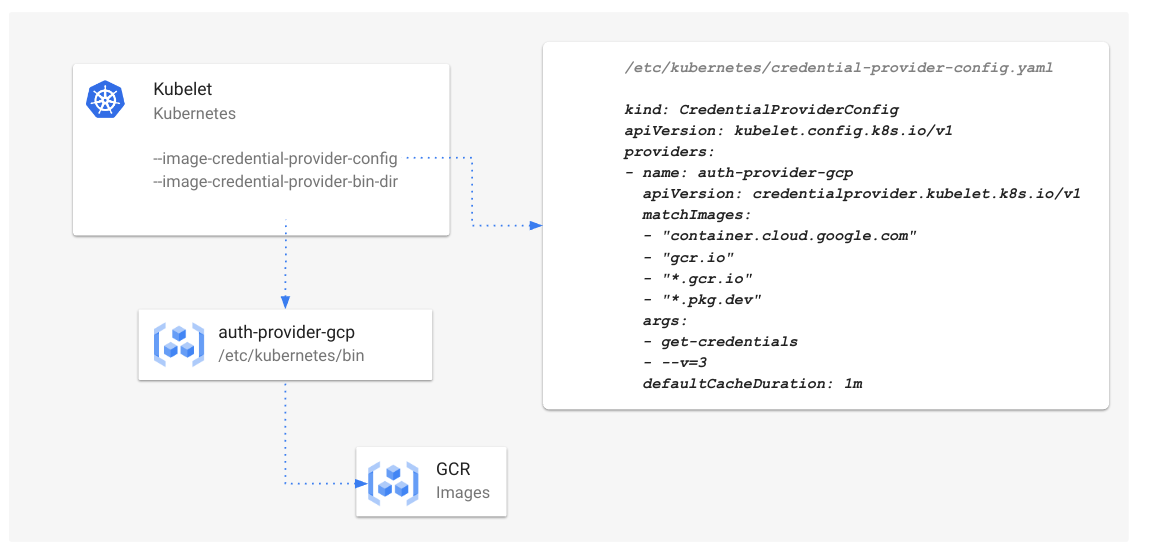 Kubelet
Kubernetes
--image-credential-provider-config
--image-credential-provider-bin-dir
auth-provider-gcp
/etc/kubernetes/bin
GCR
Images
/etc/kubernetes/credential-provider-config.yaml
kind: CredentialProviderConfig
apiVersion: kubelet.config.k8s.io/v1
providers:
- name: auth-provider-gcp
  apiVersion: credentialprovider.kubelet.k8s.io/v1
  matchImages:
  - "container.cloud.google.com"
  - "gcr.io"
  - "*.gcr.io"
  - "*.pkg.dev"
  args:
  - get-credentials
  - --v=3
  defaultCacheDuration: 1m